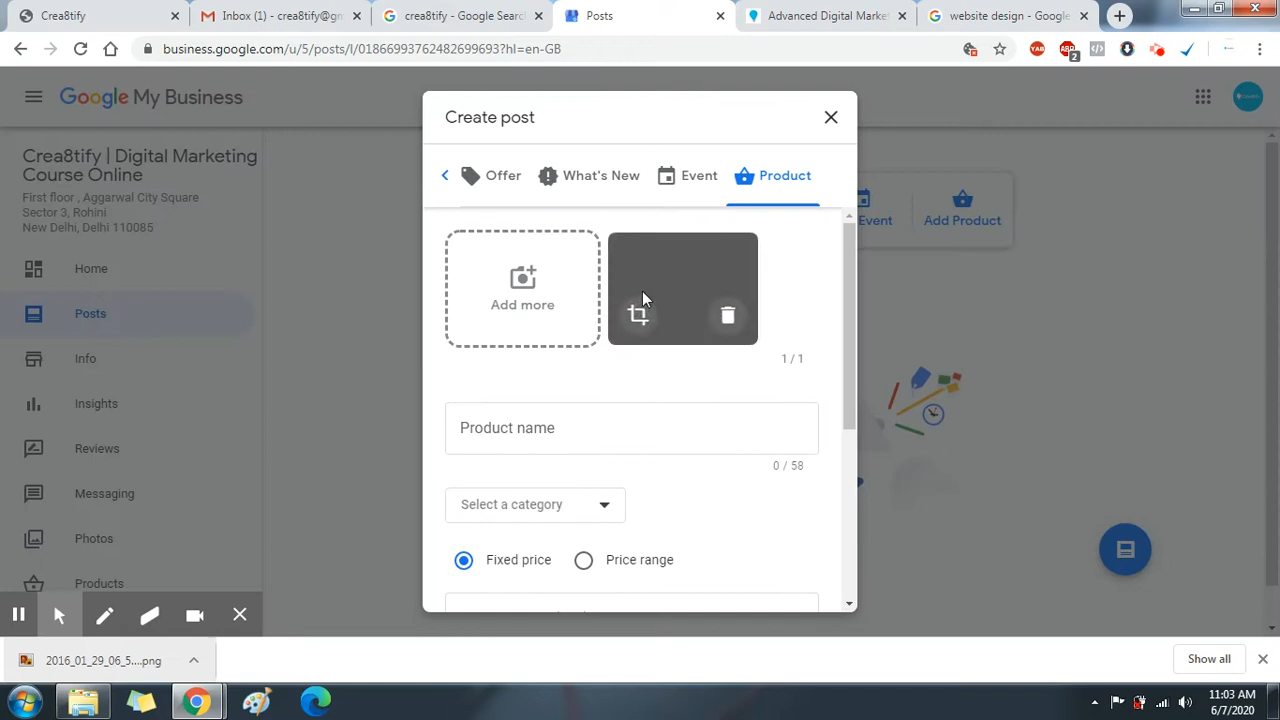 Crea8tify
Inbox (1) - crea8tify@gm
crea8tify - Google Search
Posts
Advanced Digital Marke
website design - Google
business.google.com/u/5/posts/l/01866993762482699693?hl=en-GB
YAB
ABP
2
Google My Business
Create post
Crea8tify | Digital Marketing
Course Online
First floor , Aggarwal City Square
Sector 3, Rohini
New Delhi, Delhi 110085
Offer
What's New
Event
Product
Event
Add Product
Home
Posts
Info
Insights
Reviews
Messaging
Photos
Products
Add more
1 / 1
Product name
0 / 58
Select a category
Fixed price
Price range
2016_01_29_06_5....png
Show all
11:03 AM
6/7/2020